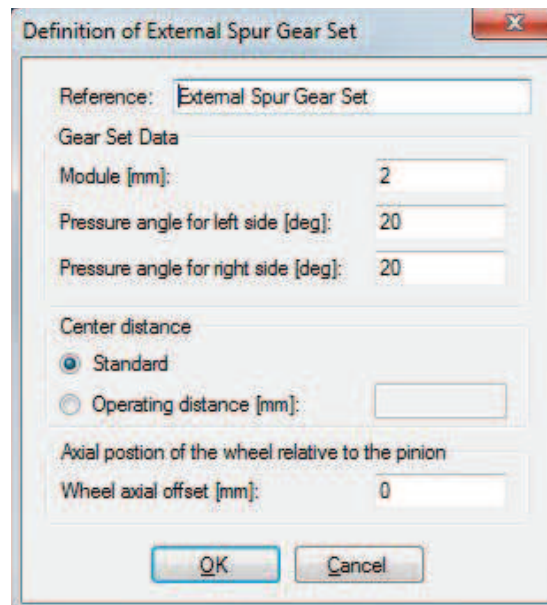 Definition of External Spur Gear Set
Reference: External Spur Gear Set
Gear Set Data
Module [mm]: 2
Pressure angle for left side [deg]: 20
Pressure angle for right side [deg]: 20
Center distance
Standard
Operating distance [mm]:
Axial postion of the wheel relative to the pinion
Wheel axial offset [mm]: 0
OK Cancel